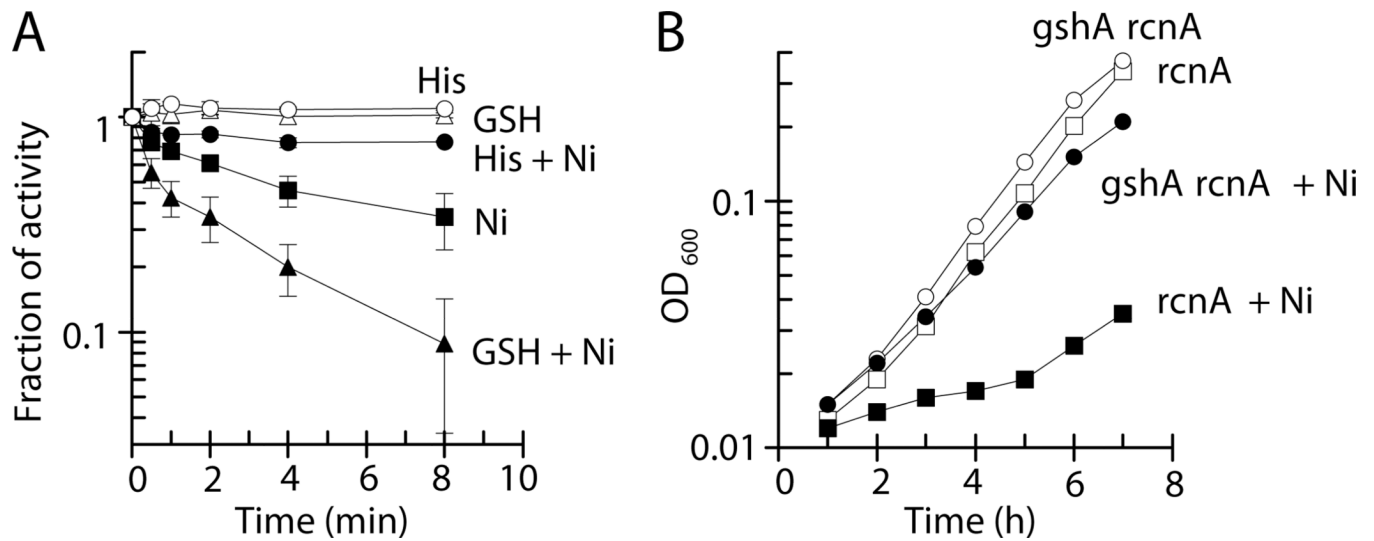 A
Fraction of activity
1
0.1
His
GSH
His + Ni
Ni
GSH + Ni
0 2 4 6 8 10
Time (min)
B
OD600
0.1
0.01
gshA rcnA
rcnA
gshA rcnA + Ni
rcnA + Ni
0 2 4 6 8
Time (h)